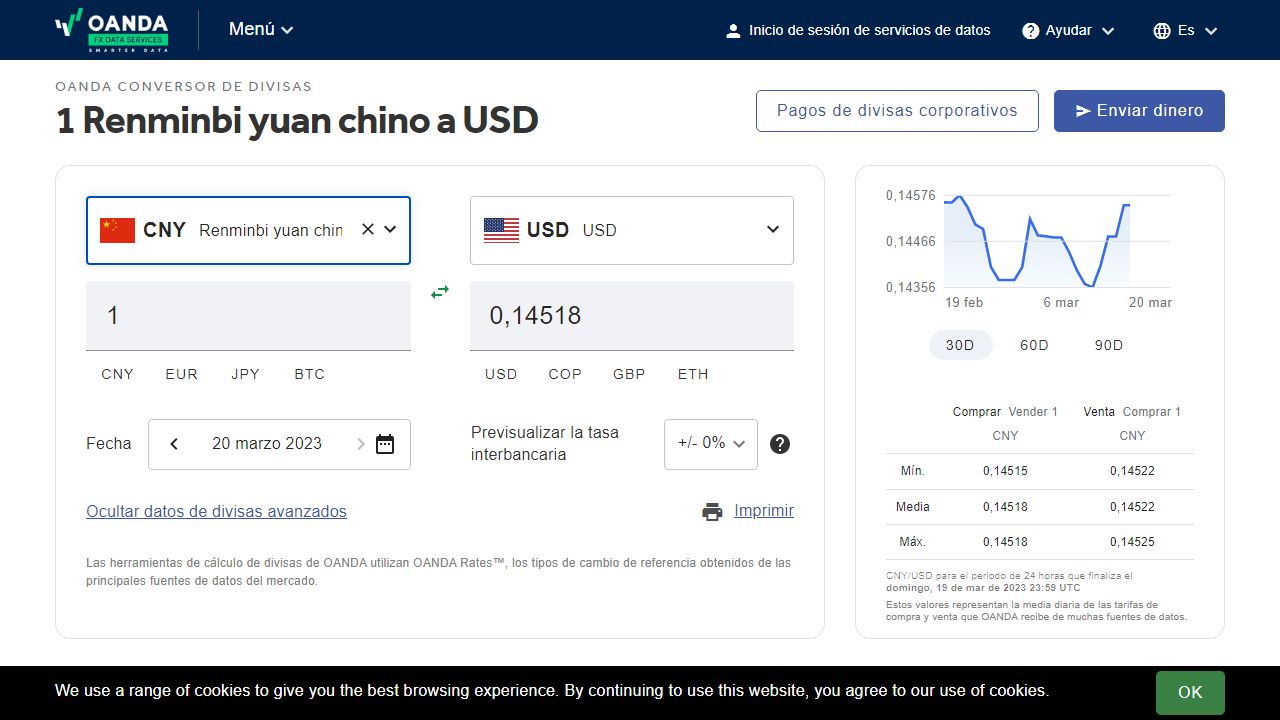 OANDA
FX DATA SERVICES
SMARTER DATA
Menú
Inicio de sesión de servicios de datos
Ayudar
Es
OANDA CONVERSOR DE DIVISAS
1 Renminbi yuan chino a USD
Pagos de divisas corporativos
Enviar dinero
CNY Renminbi yuan chin
USD USD
1
0,14518
CNY EUR JPY BTC
USD COP GBP ETH
Fecha
20 marzo 2023
Previsualizar la tasa
interbancaria
+/- 0%
Ocultar datos de divisas avanzados
Imprimir
Las herramientas de cálculo de divisas de OANDA utilizan OANDA Rates™, los tipos de cambio de referencia obtenidos de las
principales fuentes de datos del mercado.
0,14576
0,14466
0,14356
19 feb 6 mar 20 mar
30D 60D 90D
Comprar Vender 1 Venta Comprar 1
CNY CNY
Mín. 0,14515 0,14522
Media 0,14518 0,14522
Máx. 0,14518 0,14525
CNY/USD para el periodo de 24 horas que finaliza el
domingo, 19 de mar de 2023 23:59 UTC
Estos valores representan la media diaria de las tarifas de
compra y venta que OANDA recibe de muchas fuentes de datos.
We use a range of cookies to give you the best browsing experience. By continuing to use this website, you agree to our use of cookies.
OK